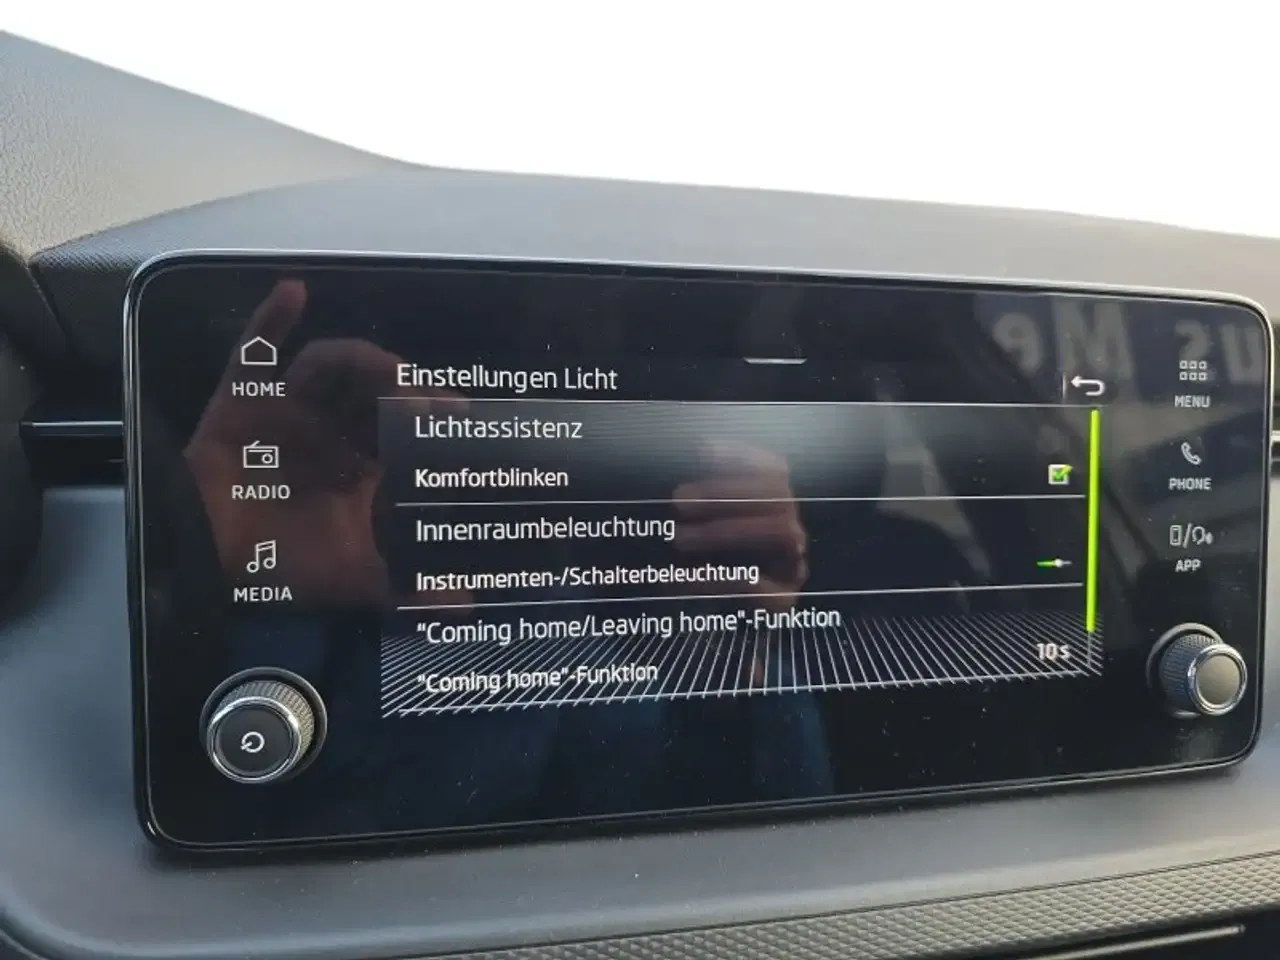 HOME
RADIO
MEDIA
Einstellungen Licht
Lichtassistenz
Komfortblinken
Innenraumbeleuchtung
Instrumenten-/Schalterbeleuchtung
"Coming home/Leaving home"-Funktion
"Coming home"-Funktion 10 s
MENU
PHONE
APP